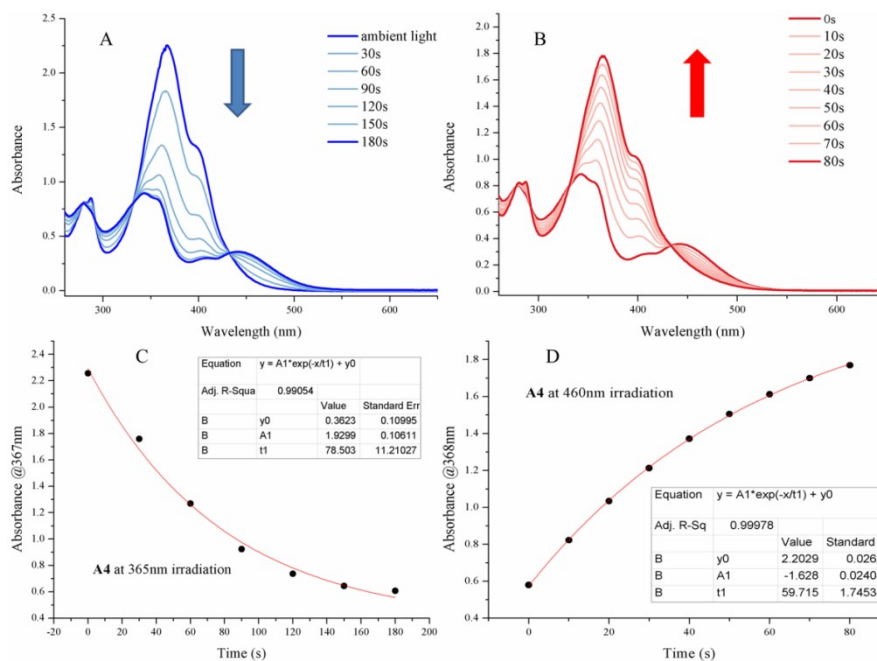 A
ambient light
30s
60s
90s
120s
150s
180s
2.5
2.0
1.5
1.0
0.5
0.0
Absorbance
300 400 500 600
Wavelength (nm)
B
0s
10s
20s
30s
40s
50s
60s
70s
80s
2.0
1.8
1.6
1.4
1.2
1.0
0.8
0.6
0.4
0.2
0.0
Absorbance
300 400 500 600
Wavelength (nm)
C
Equation y = A1*exp(-x/t1) + y0
Adj. R-Squa 0.99054
Value Standard Err
B y0 0.3623 0.10995
B A1 1.9299 0.10611
B t1 78.503 11.21027
A4 at 365nm irradiation
2.4
2.2
2.0
1.8
1.6
1.4
1.2
1.0
0.8
0.6
0.4
Absorbance @367nm
-20 0 20 40 60 80 100 120 140 160 180 200
Time (s)
D
A4 at 460nm irradiation
Equation y = A1*exp(-x/t1) + y0
Adj. R-Sq 0.99978
Value Standard
B y0 2.2029 0.026
B A1 -1.628 0.0240
B t1 59.715 1.7453
1.8
1.6
1.4
1.2
1.0
0.8
0.6
0.4
Absorbance @368nm
0 20 40 60 80
Time (s)